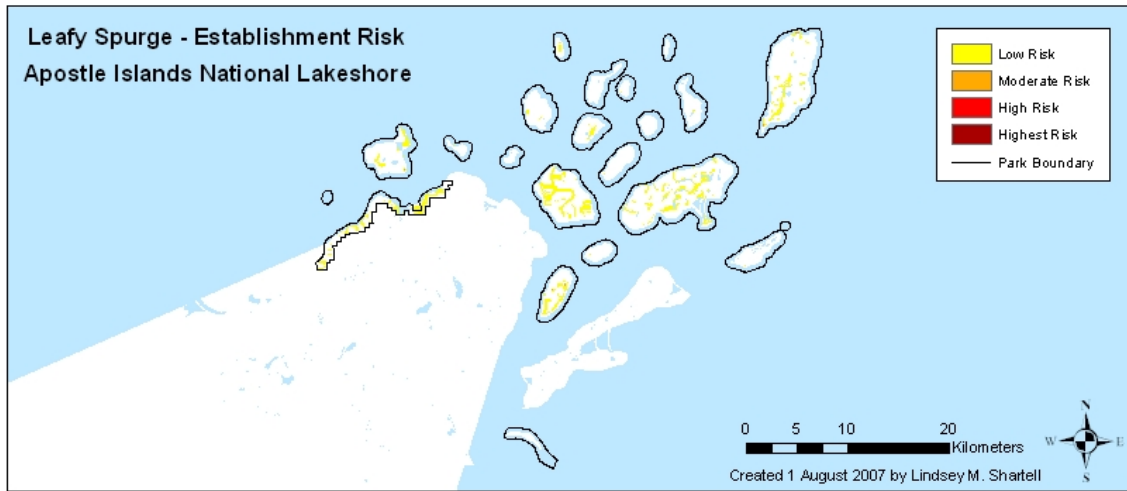 Leafy Spurge - Establishment Risk
Apostle Islands National Lakeshore
Low Risk
Moderate Risk
High Risk
Highest Risk
Park Boundary
0 5 10 20
Kilometers
Created 1 August 2007 by Lindsey M. Shartell
N
W E
S